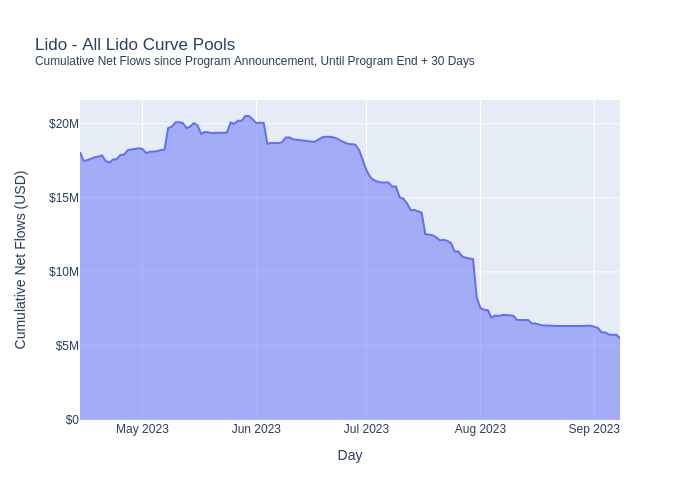 Lido - All Lido Curve Pools
Cumulative Net Flows since Program Announcement, Until Program End + 30 Days
Cumulative Net Flows (USD)
$20M
$15M
$10M
$5M
$0
May 2023
Jun 2023
Jul 2023
Aug 2023
Sep 2023
Day